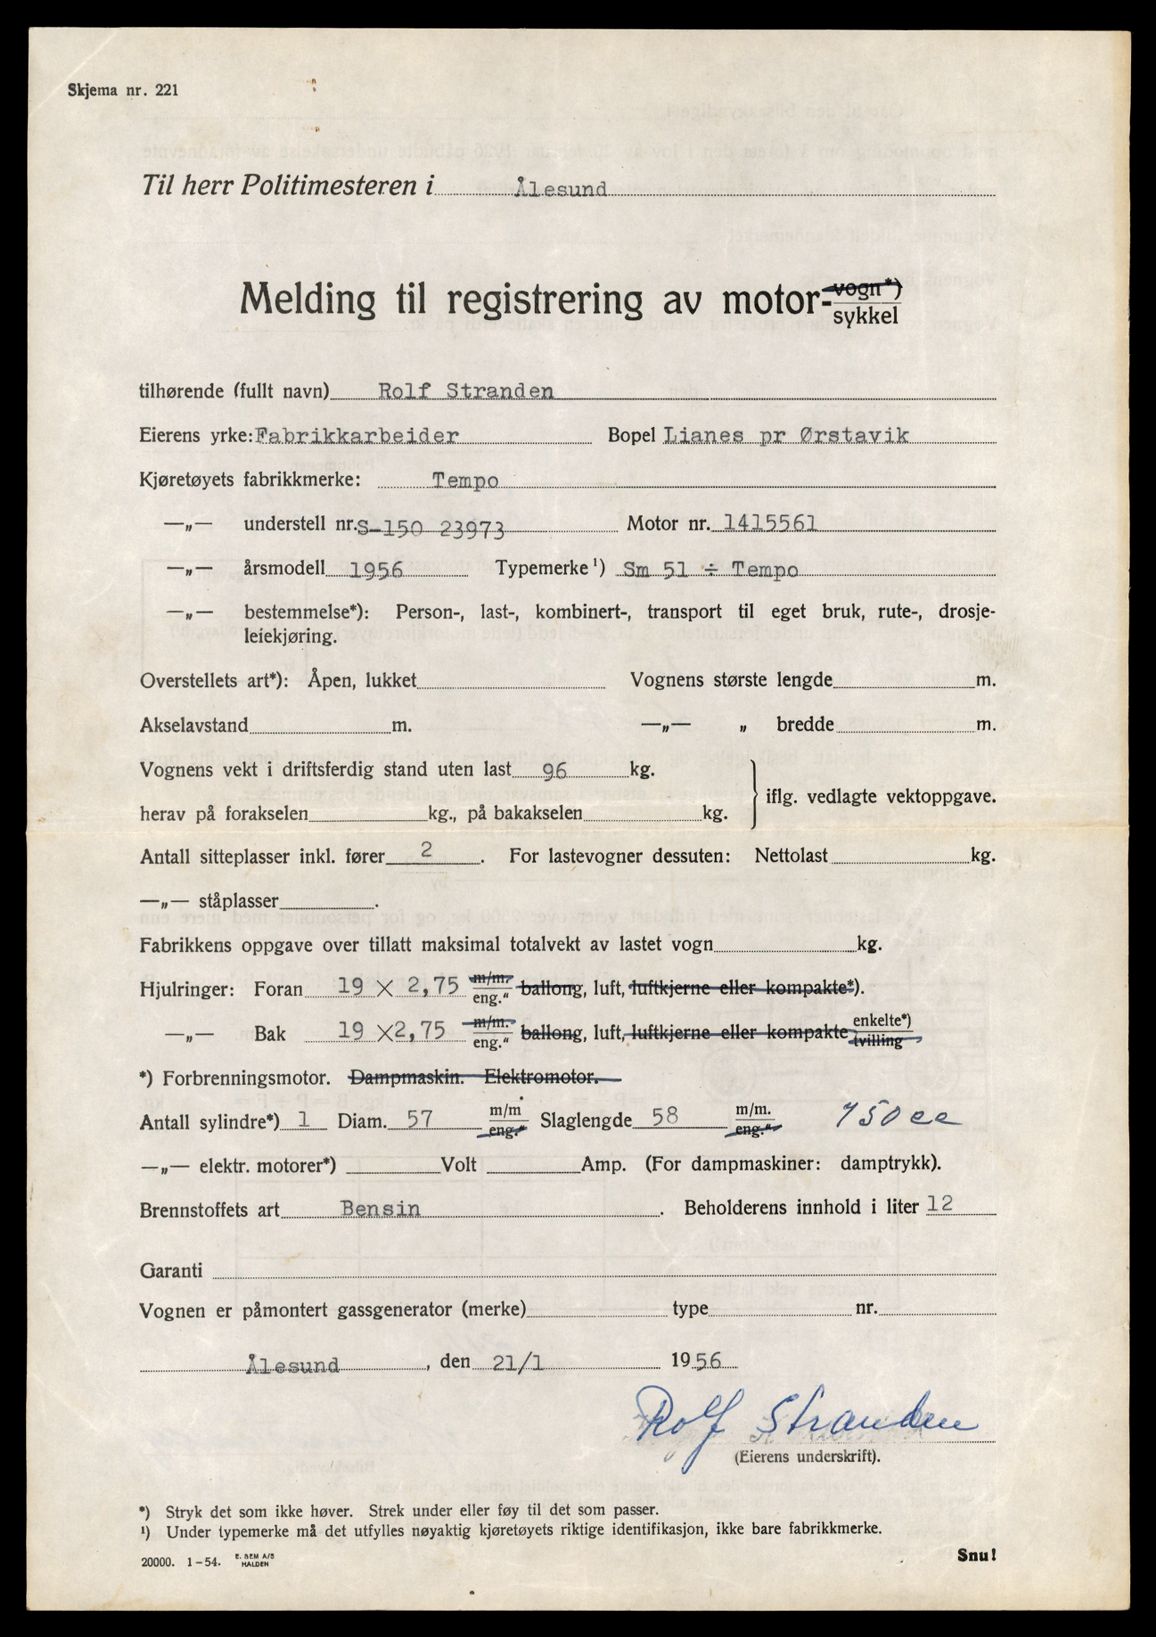 Skjema nr. 221
Til herr Politimesteren i Ålesund
Melding til registrering av motor-vogn*)
sykkel
tilhørende (fullt navn) Rolf Stranden
Eierens yrke: Fabrikkarbeider Bopel Lianes pr Ørstavik
Kjøretøyets fabrikkmerke: Tempo
—„— understell nr. S-150 23973 Motor nr. 1415561
—„— årsmodell 1956 Typemerke ¹) Sm 51 ÷ Tempo
—„— bestemmelse*): Person-, last-, kombinert-, transport til eget bruk, rute-, drosje-
leiekjøring.
Overstellets art*): Åpen, lukket Vognens største lengde m.
Akselavstand m. —„— „ bredde m.
Vognens vekt i driftsferdig stand uten last 96 kg.
iflg. vedlagte vektoppgave.
herav på forakselen kg., på bakakselen kg.
Antall sitteplasser inkl. fører 2 . For lastevogner dessuten: Nettolast kg.
—„— ståplasser .
Fabrikkens oppgave over tillatt maksimal totalvekt av lastet vogn kg.
Hjulringer: Foran 19 X 2,75 m/m. eng." ballong, luft, luftkjerne eller kompakte*).
—„— Bak 19 X2,75 m/m. eng." ballong, luft, luftkjerne eller kompakte enkelte*) tvilling
*) Forbrenningsmotor. Dampmaskin. Elektromotor.
Antall sylindre*) 1 Diam. 57 m/m eng." Slaglengde 58 m/m. eng." 150 cc
—„— elektr. motorer*) Volt Amp. (For dampmaskiner: damptrykk).
Brennstoffets art Bensin . Beholderens innhold i liter 12
Garanti
Vognen er påmontert gassgenerator (merke) type nr.
Ålesund , den 21/1 1956
Rolf Stranden
(Eierens underskrift).
*) Stryk det som ikke høver. Strek under eller føy til det som passer.
¹) Under typemerke må det utfylles nøyaktig kjøretøyets riktige identifikasjon, ikke bare fabrikkmerke.
20000. 1-54. HALDEN
Snu!